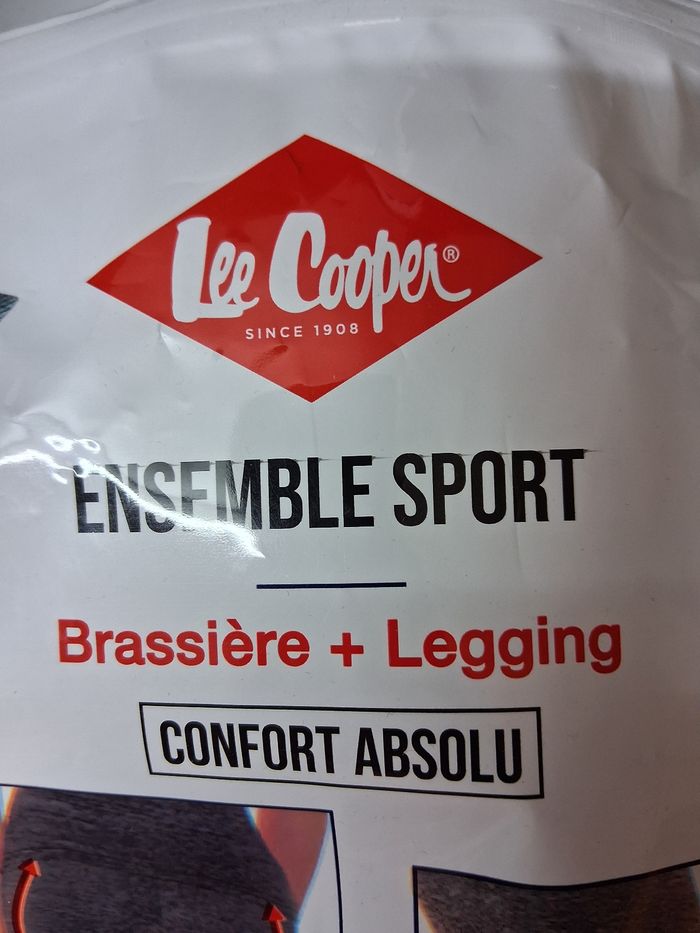 Lee Cooper®
SINCE 1908
ENSEMBLE SPORT
Brassière + Legging
CONFORT ABSOLU